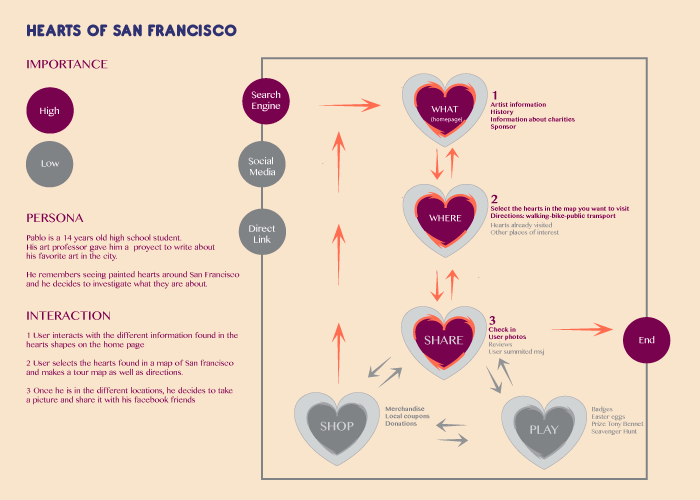 HEARTS OF SAN FRANCISCO
IMPORTANCE
High
Low
PERSONA
Pablo is a 14 years old high school student.
His art professor gave him a proyect to write about
his favorite art in the city.
He remembers seeing painted hearts around San Francisco
and he decides to investigate what they are about.
INTERACTION
1 User interacts with the different information found in the
hearts shapes on the home page
2 User selects the hearts found in a map of San fransisco
and makes a tour map as well as directions.
3 Once he is in the different locations, he decides to take
a picture and share it with his facebook friends
Search
Engine
Social
Media
Direct
Link
WHAT
(homepage)
1
Artist information
History
Information about charities
Sponsor
WHERE
2
Select the hearts in the map you want to visit
Directions: walking-bike-public transport
Hearts already visited
Other places of interest
SHARE
3
Check in
User photos
Reviews
User summited msj
End
SHOP
Merchandise
Local coupons
Donations
PLAY
Badges
Easter eggs
Prize Tony Bennet
Scavenger Hunt